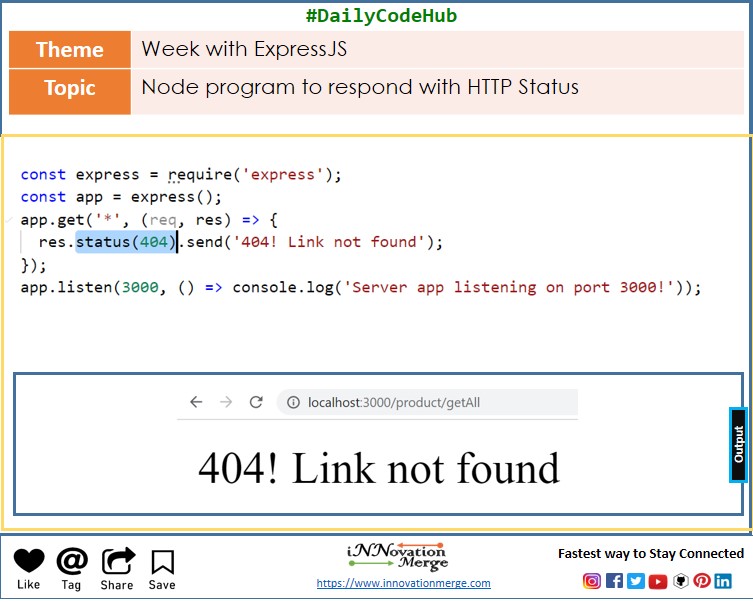 #DailyCodeHub
Theme
Week with ExpressJS
Topic
Node program to respond with HTTP Status
const express = require('express');
const app = express();
app.get('*', (req, res) => {
  res.status(404).send('404! Link not found');
});
app.listen(3000, () => console.log('Server app listening on port 3000!'));
localhost:3000/product/getAll
404! Link not found
Output
Like
Tag
Share
Save
iNNovation
Merge
https://www.innovationmerge.com
Fastest way to Stay Connected